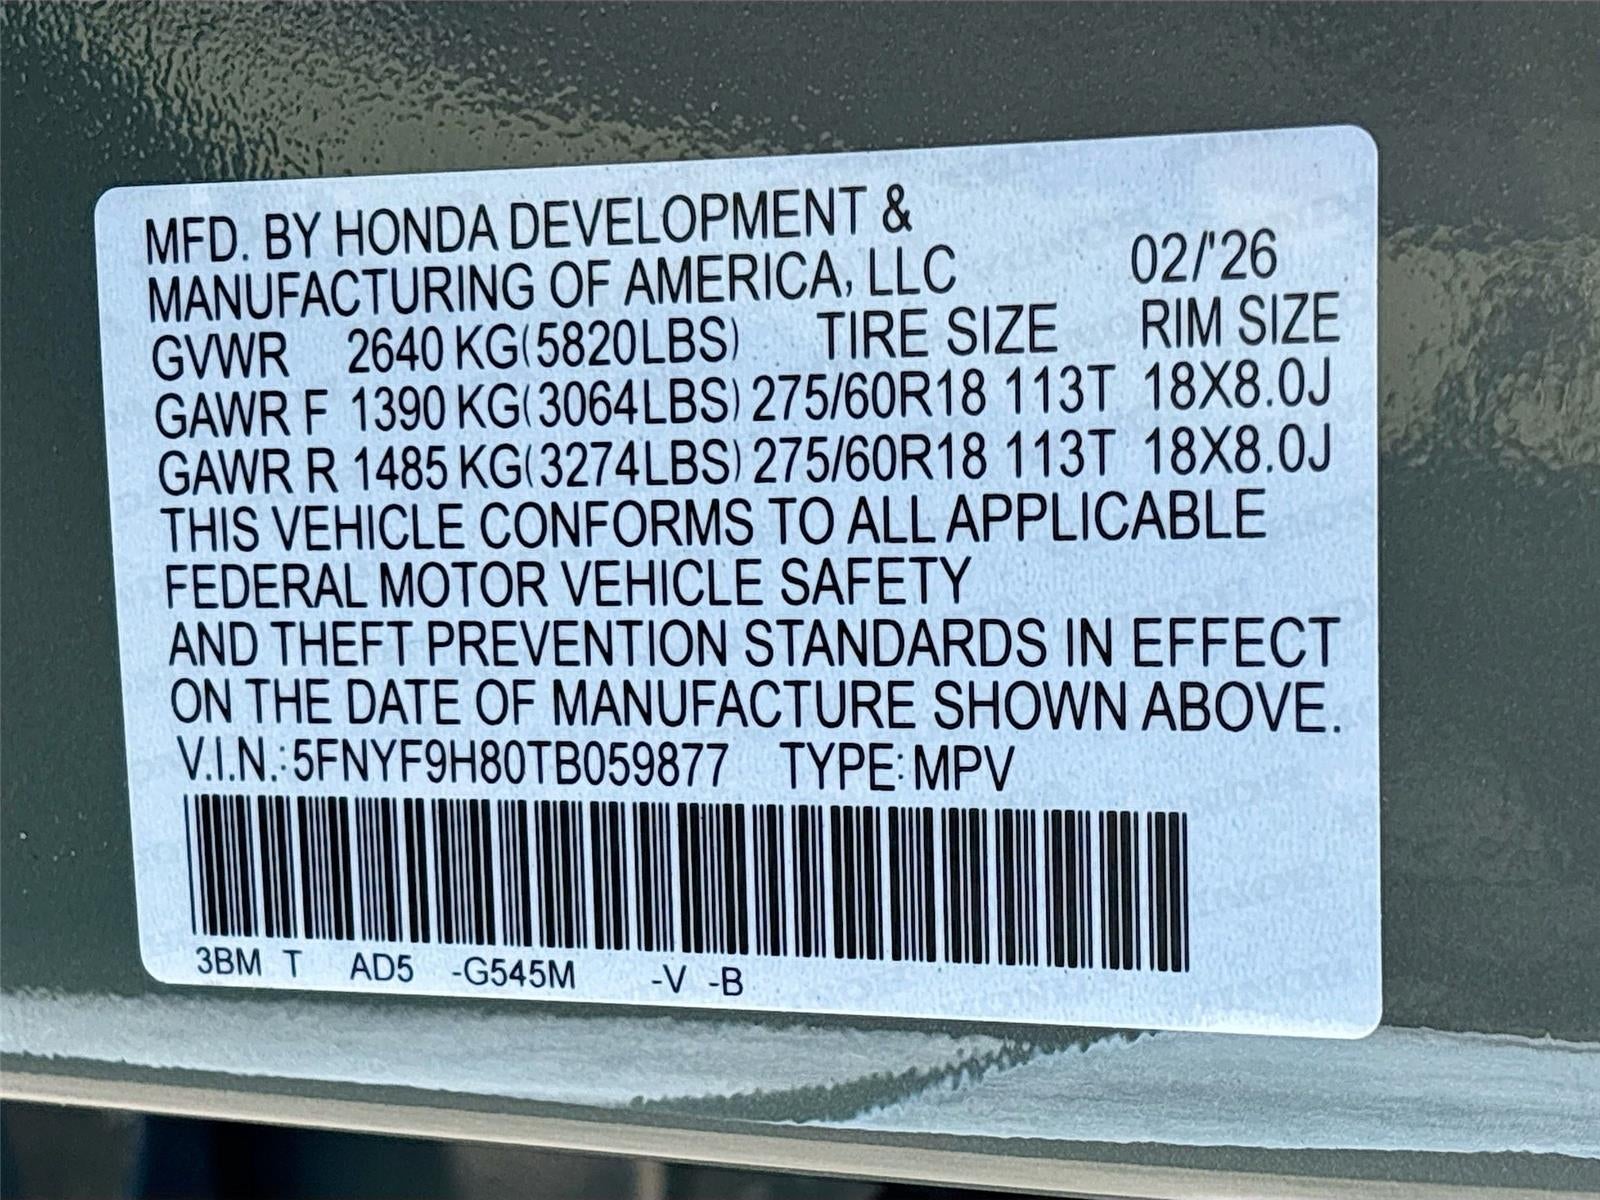 MFD. BY HONDA DEVELOPMENT &
MANUFACTURING OF AMERICA, LLC 02/'26
GVWR 2640 KG(5820LBS) TIRE SIZE RIM SIZE
GAWR F 1390 KG(3064LBS) 275/60R18 113T 18X8.0J
GAWR R 1485 KG(3274LBS) 275/60R18 113T 18X8.0J
THIS VEHICLE CONFORMS TO ALL APPLICABLE
FEDERAL MOTOR VEHICLE SAFETY
AND THEFT PREVENTION STANDARDS IN EFFECT
ON THE DATE OF MANUFACTURE SHOWN ABOVE.
V.I.N.: 5FNYF9H80TB059877 TYPE: MPV
3BM T AD5 -G545M -V -B